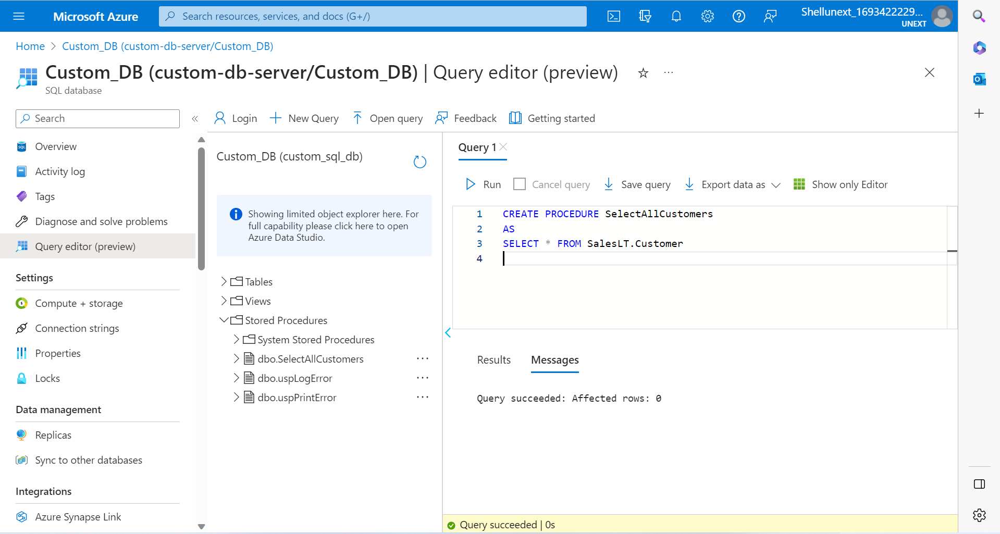 Microsoft Azure
Search resources, services, and docs (G+/)
Shellunext_1693422229...
UNEXT
Home > Custom_DB (custom-db-server/Custom_DB)
Custom_DB (custom-db-server/Custom_DB) | Query editor (preview)
SQL database
Search
Overview
Activity log
Tags
Diagnose and solve problems
Query editor (preview)
Settings
Compute + storage
Connection strings
Properties
Locks
Data management
Replicas
Sync to other databases
Integrations
Azure Synapse Link
Login
New Query
Open query
Feedback
Getting started
Custom_DB (custom_sql_db)
Showing limited object explorer here. For
full capability please click here to open
Azure Data Studio.
Tables
Views
Stored Procedures
System Stored Procedures
dbo.SelectAllCustomers
dbo.uspLogError
dbo.uspPrintError
Query 1
Run
Cancel query
Save query
Export data as
Show only Editor
1 CREATE PROCEDURE SelectAllCustomers
2 AS
3 SELECT * FROM SalesLT.Customer
4
Results
Messages
Query succeeded: Affected rows: 0
Query succeeded | 0s